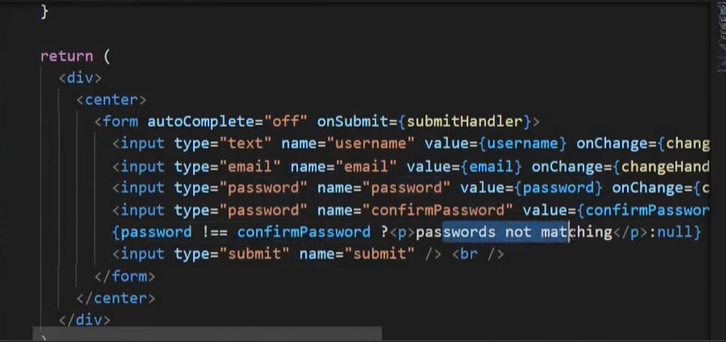 }
return (
<div>
<center>
<form autoComplete="off" onSubmit={submitHandler}>
<input type="text" name="username" value={username} onChange={chang
<input type="email" name="email" value={email} onChange={changeHand
<input type="password" name="password" value={password} onChange={c
<input type="password" name="confirmPassword" value={confirmPasswor
{password !== confirmPassword ?<p>passwords not matching</p>:null}
<input type="submit" name="submit" /> <br />
</form>
</center>
</div>